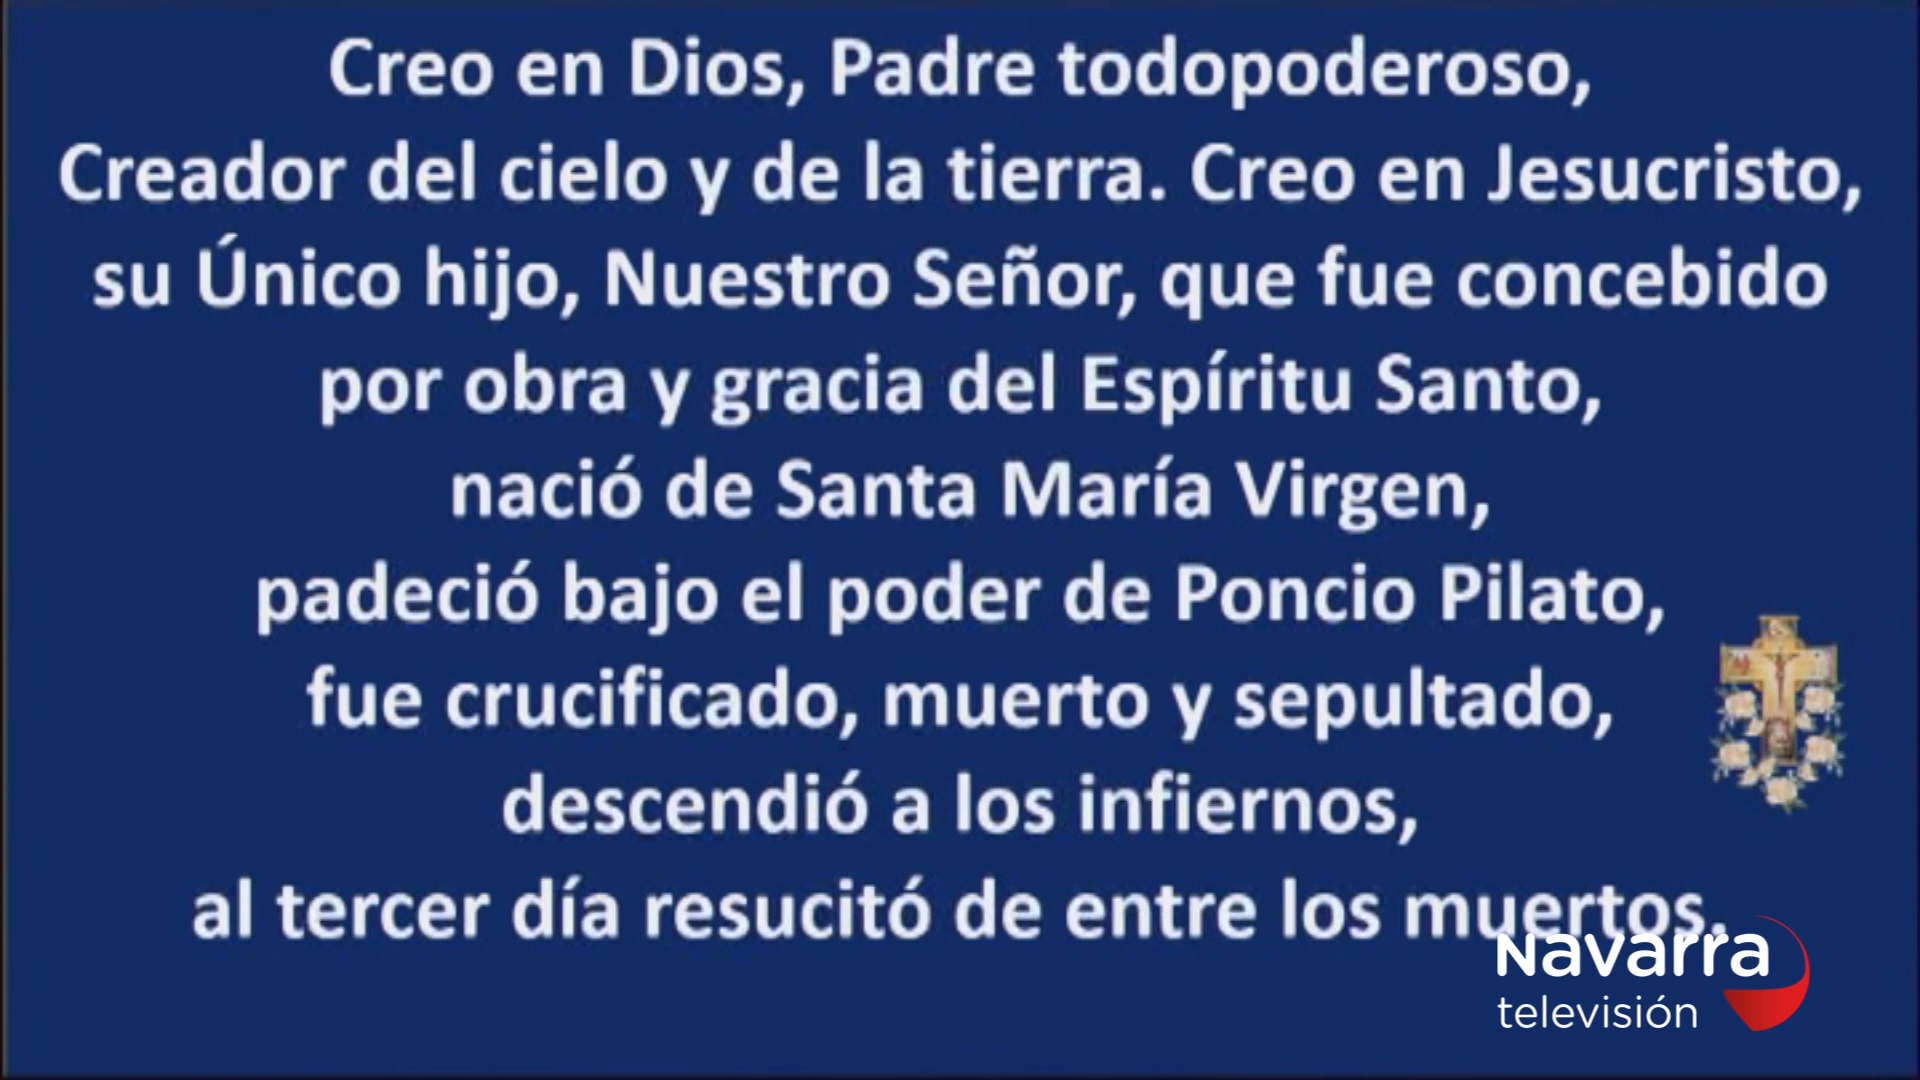 Creo en Dios, Padre todopoderoso,
Creador del cielo y de la tierra. Creo en Jesucristo,
su Único hijo, Nuestro Señor, que fue concebido
por obra y gracia del Espíritu Santo,
nació de Santa María Virgen,
padeció bajo el poder de Poncio Pilato,
fue crucificado, muerto y sepultado,
descendió a los infiernos,
al tercer día resucitó de entre los muertos.
Navarra
televisión